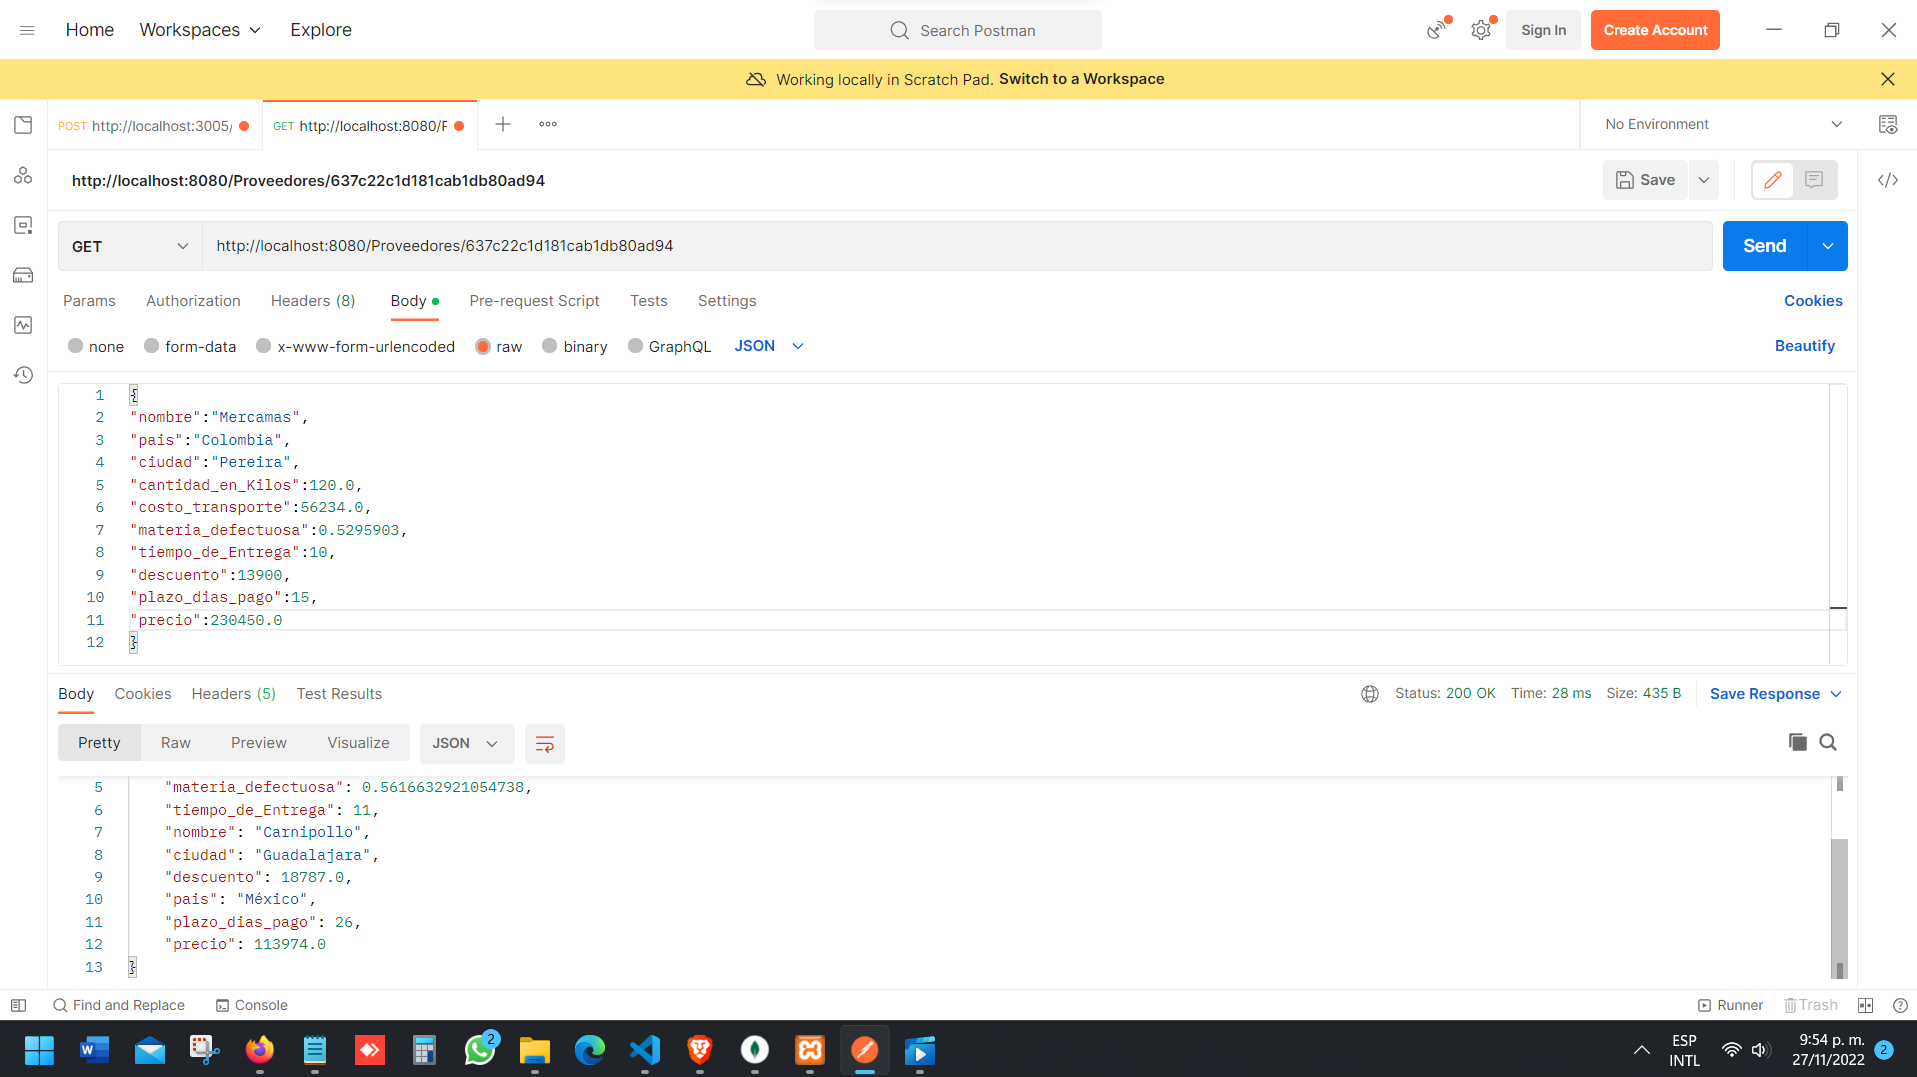 Home Workspaces Explore Search Postman Sign In Create Account
Working locally in Scratch Pad. Switch to a Workspace
POST http://localhost:3005/ GET http://localhost:8080/F No Environment
http://localhost:8080/Proveedores/637c22c1d181cab1db80ad94 Save
GET http://localhost:8080/Proveedores/637c22c1d181cab1db80ad94 Send
Params Authorization Headers (8) Body Pre-request Script Tests Settings Cookies
none form-data x-www-form-urlencoded raw binary GraphQL JSON Beautify
1 {
2 "nombre":"Mercamas",
3 "pais":"Colombia",
4 "ciudad":"Pereira",
5 "cantidad_en_Kilos":120.0,
6 "costo_transporte":56234.0,
7 "materia_defectuosa":0.5295903,
8 "tiempo_de_Entrega":10,
9 "descuento":13900,
10 "plazo_dias_pago":15,
11 "precio":230450.0
12 }
Body Cookies Headers (5) Test Results Status: 200 OK Time: 28 ms Size: 435 B Save Response
Pretty Raw Preview Visualize JSON
5 "materia_defectuosa": 0.5616632921054738,
6 "tiempo_de_Entrega": 11,
7 "nombre": "Carnipollo",
8 "ciudad": "Guadalajara",
9 "descuento": 18787.0,
10 "pais": "México",
11 "plazo_dias_pago": 26,
12 "precio": 113974.0
13 }
Find and Replace Console Runner Trash
2 ESP 9:54 p. m.
INTL 27/11/2022 2